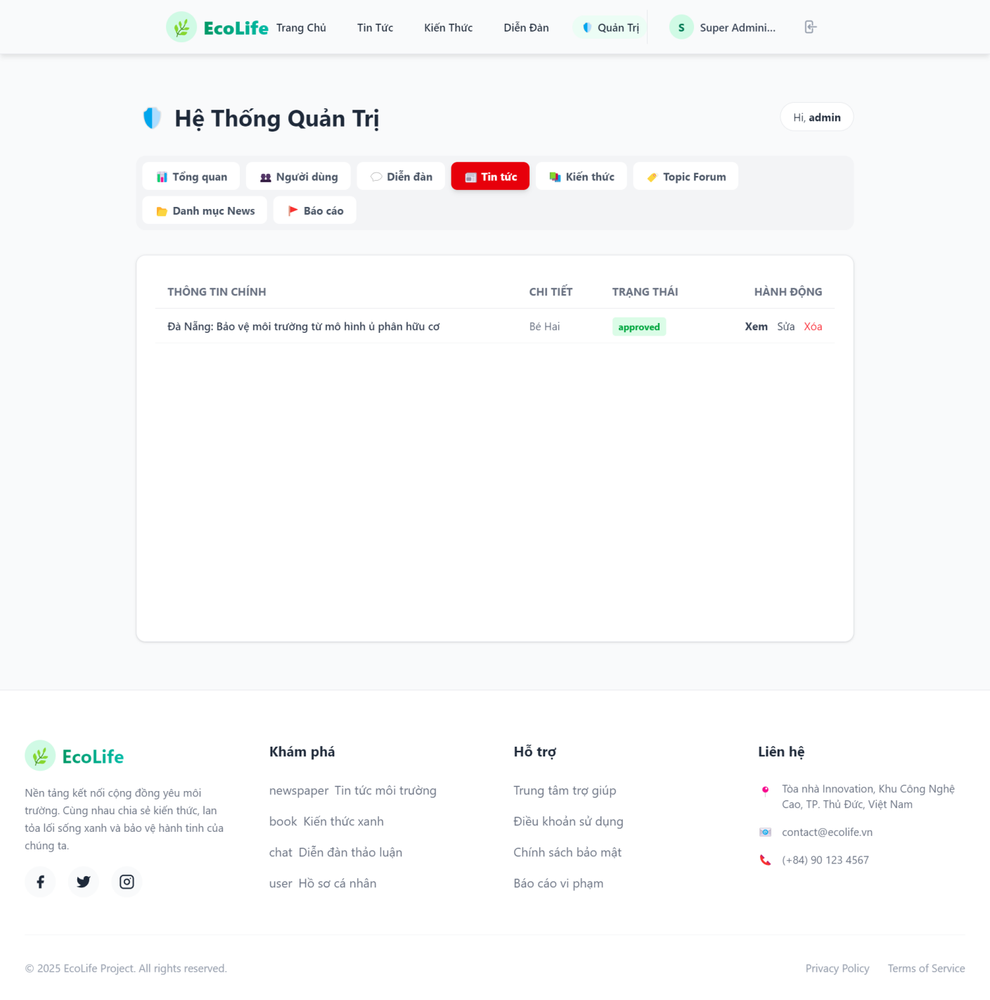 EcoLife Trang Chủ Tin Tức Kiến Thức Diễn Đàn Quản Trị S Super Admini...
Hệ Thống Quản Trị
Hi, admin
Tổng quan Người dùng Diễn đàn Tin tức Kiến thức Topic Forum
Danh mục News Báo cáo
THÔNG TIN CHÍNH CHI TIẾT TRẠNG THÁI HÀNH ĐỘNG
Đà Nẵng: Bảo vệ môi trường từ mô hình ủ phân hữu cơ Bé Hai approved Xem Sửa Xóa
EcoLife
Nền tảng kết nối cộng đồng yêu môi
trường. Cùng nhau chia sẻ kiến thức, lan
tỏa lối sống xanh và bảo vệ hành tinh của
chúng ta.
Khám phá
newspaper Tin tức môi trường
book Kiến thức xanh
chat Diễn đàn thảo luận
user Hồ sơ cá nhân
Hỗ trợ
Trung tâm trợ giúp
Điều khoản sử dụng
Chính sách bảo mật
Báo cáo vi phạm
Liên hệ
Tòa nhà Innovation, Khu Công Nghệ
Cao, TP. Thủ Đức, Việt Nam
contact@ecolife.vn
(+84) 90 123 4567
© 2025 EcoLife Project. All rights reserved.
Privacy Policy Terms of Service